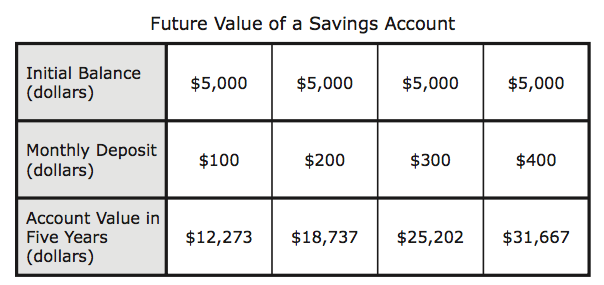 Future Value of a Savings Account
Initial Balance
(dollars)
$5,000 $5,000 $5,000 $5,000
Monthly Deposit
(dollars)
$100 $200 $300 $400
Account Value in
Five Years
(dollars)
$12,273 $18,737 $25,202 $31,667